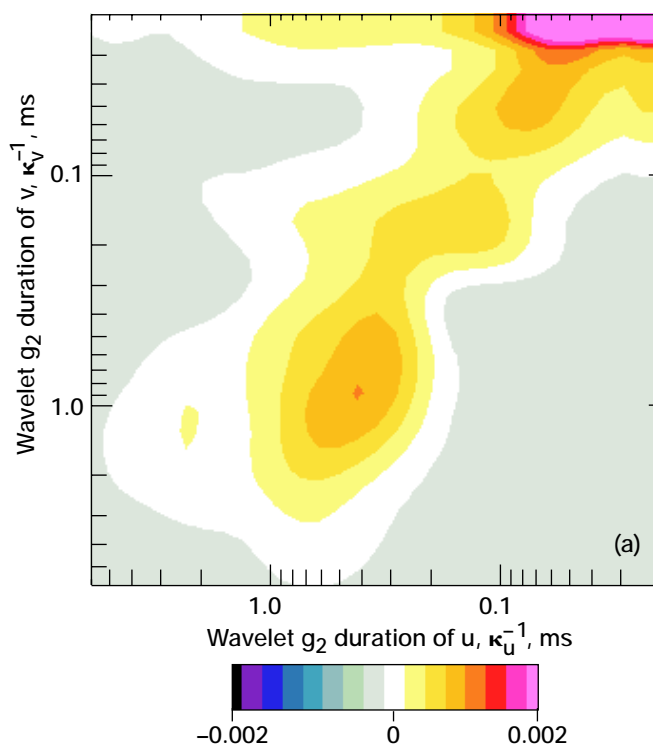 Wavelet g₂ duration of v, κᵥ⁻¹, ms
0.1
1.0
(a)
1.0 0.1
Wavelet g₂ duration of u, κᵤ⁻¹, ms
−0.002 0 0.002